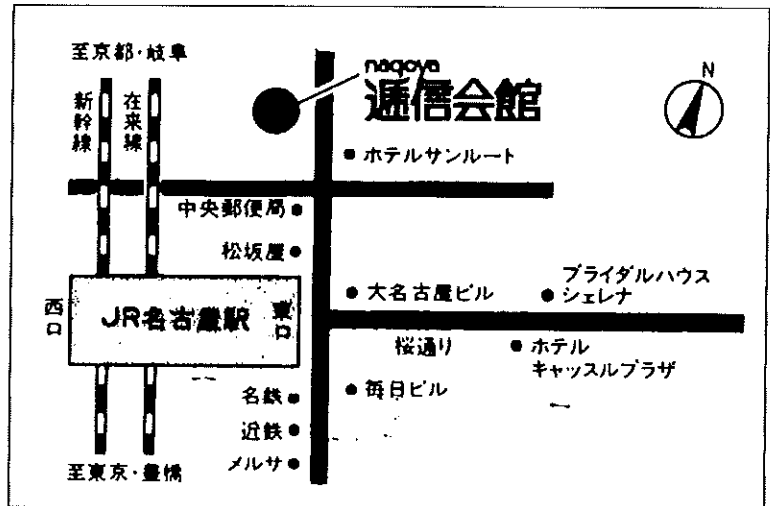 至京都・岐阜
新幹線
在来線
nagoya
逓信会館
N
ホテルサンルート
中央郵便局
松坂屋
西口
JR名古屋駅
東口
大名古屋ビル
ブライダルハウス
シェレナ
桜通り
ホテル
キャッスルプラザ
名鉄
毎日ビル
近鉄
メルサ
至東京・豊橋